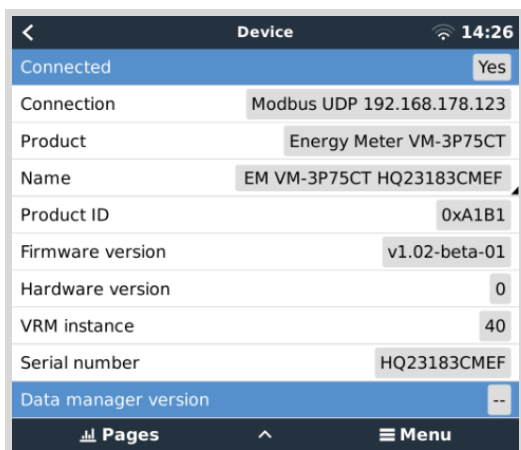 Device 14:26
Connected Yes
Connection Modbus UDP 192.168.178.123
Product Energy Meter VM-3P75CT
Name EM VM-3P75CT HQ23183CMEF
Product ID 0xA1B1
Firmware version v1.02-beta-01
Hardware version 0
VRM instance 40
Serial number HQ23183CMEF
Data manager version --
Pages Menu